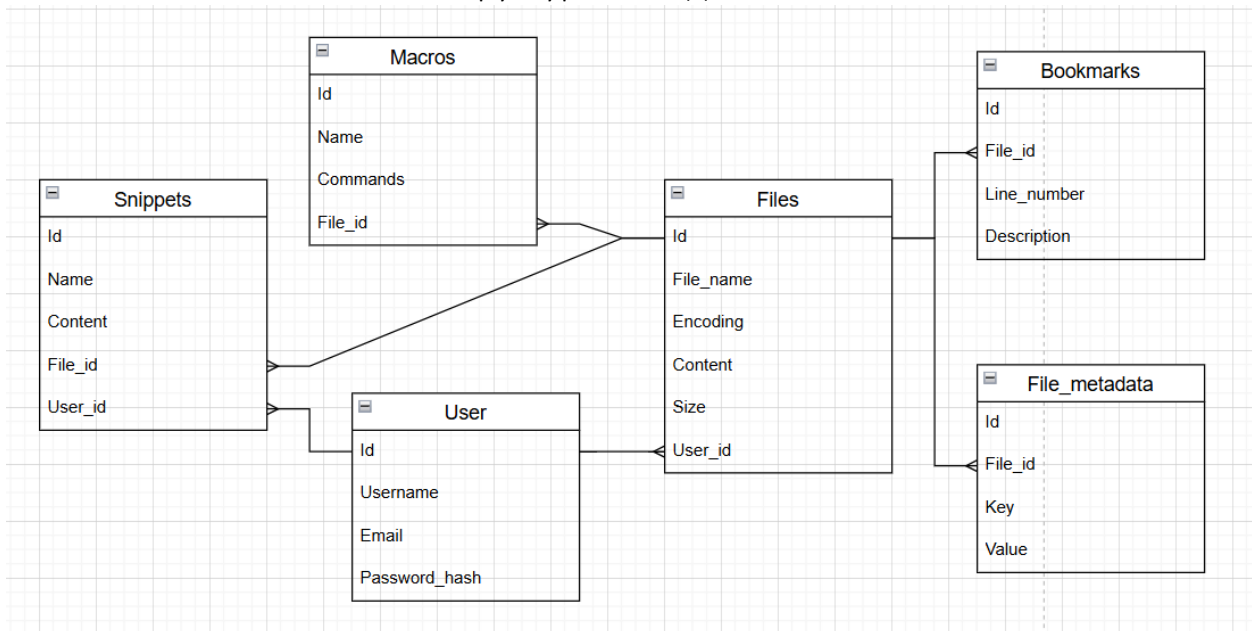 Macros
Id
Name
Commands
File_id
Bookmarks
Id
File_id
Line_number
Description
Snippets
Id
Name
Content
File_id
User_id
Files
Id
File_name
Encoding
Content
Size
User_id
User
Id
Username
Email
Password_hash
File_metadata
Id
File_id
Key
Value